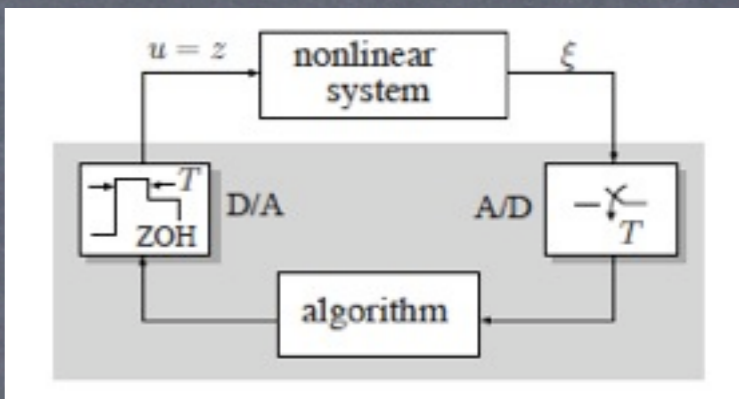 u = z
nonlinear
system
ξ
T
ZOH
D/A
A/D
T
algorithm